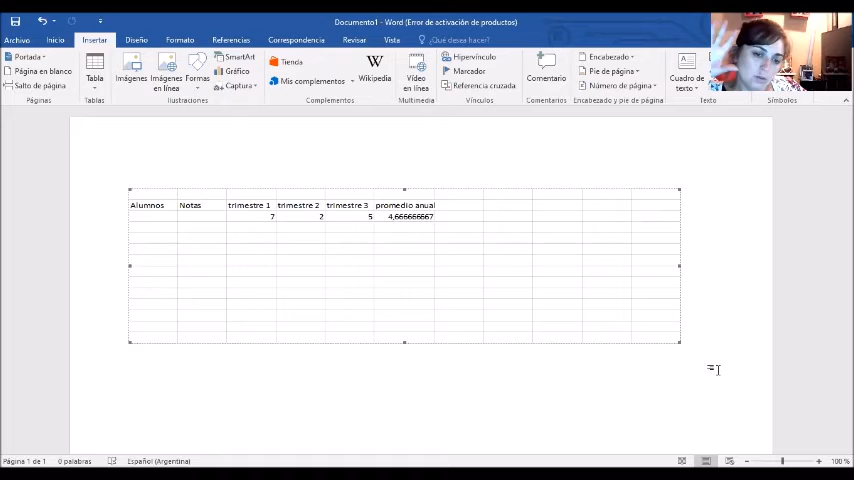 Documento1 - Word (Error de activación de productos)
Archivo Inicio Insertar Diseño Formato Referencias Correspondencia Revisar Vista ¿Qué desea hacer?
Portada
Página en blanco
Salto de página
Páginas
Tabla
Tablas
Imágenes
Imágenes en línea
Formas
SmartArt
Gráfico
Captura
Ilustraciones
Tienda
Mis complementos
Wikipedia
Complementos
Vídeo en línea
Multimedia
Hipervínculo
Marcador
Referencia cruzada
Vínculos
Comentario
Comentarios
Encabezado
Pie de página
Número de página
Encabezado y pie de página
Cuadro de texto
Texto
Símbolos
Alumnos Notas trimestre 1 trimestre 2 trimestre 3 promedio anual
7 2 5 4,666666667
Página 1 de 1 0 palabras Español (Argentina) 100 %